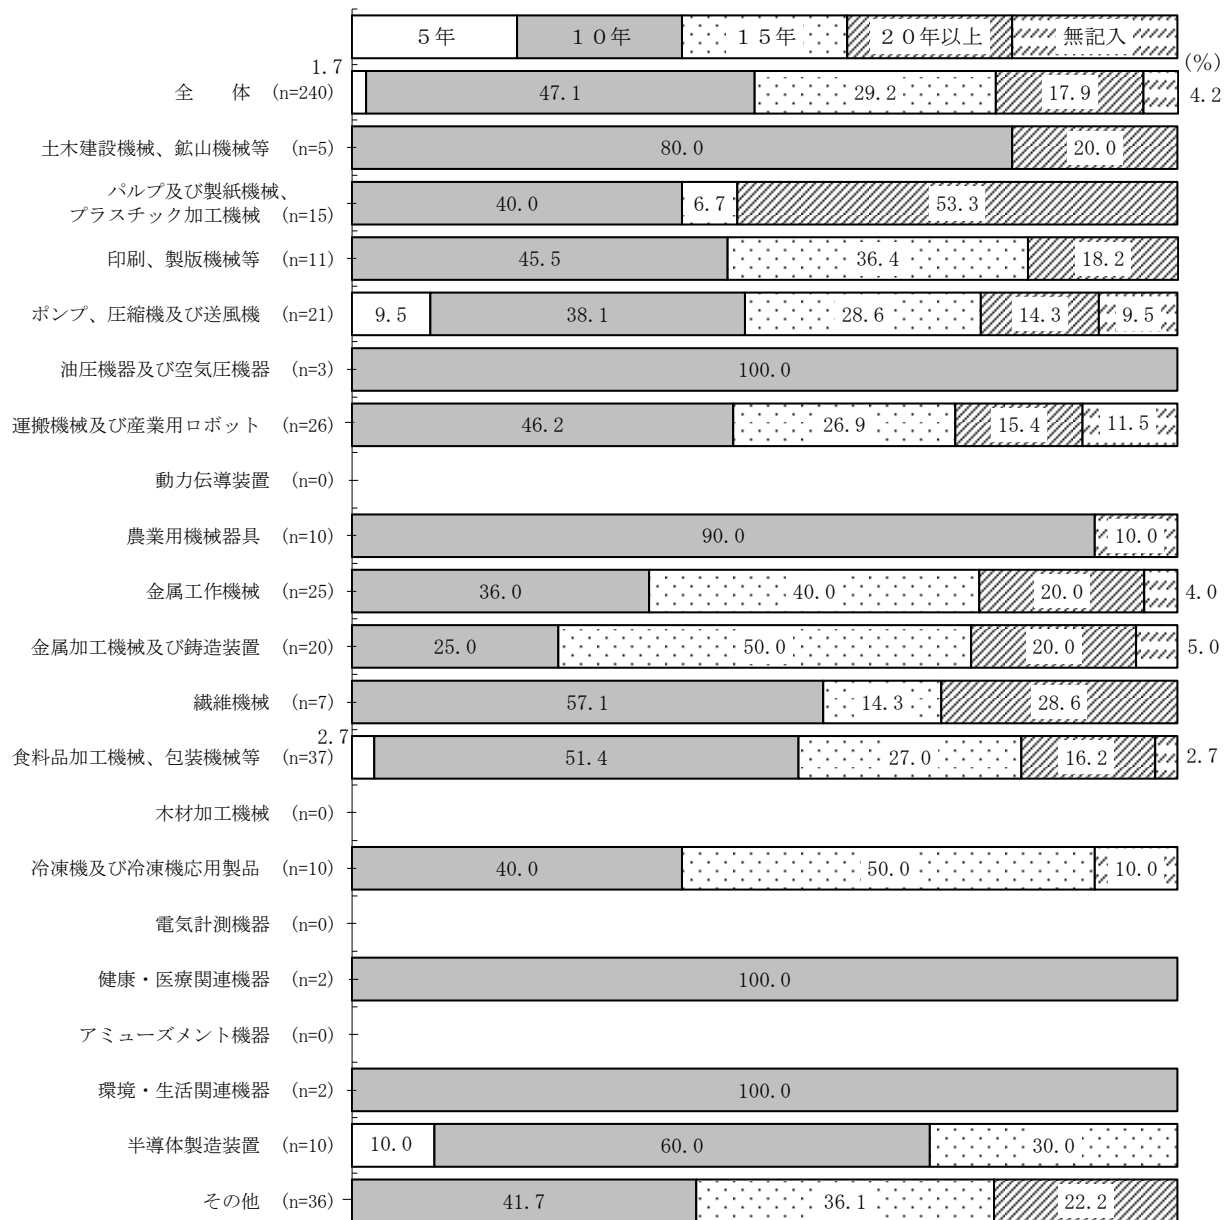 ５年 １０年 １５年 ２０年以上 無記入
(%)
1.7
全　体 (n=240) 47.1 29.2 17.9 4.2
土木建設機械、鉱山機械等 (n=5) 80.0 20.0
パルプ及び製紙機械、
プラスチック加工機械 (n=15) 40.0 6.7 53.3
印刷、製版機械等 (n=11) 45.5 36.4 18.2
ポンプ、圧縮機及び送風機 (n=21) 9.5 38.1 28.6 14.3 9.5
油圧機器及び空気圧機器 (n=3) 100.0
運搬機械及び産業用ロボット (n=26) 46.2 26.9 15.4 11.5
動力伝導装置 (n=0)
農業用機械器具 (n=10) 90.0 10.0
金属工作機械 (n=25) 36.0 40.0 20.0 4.0
金属加工機械及び鋳造装置 (n=20) 25.0 50.0 20.0 5.0
繊維機械 (n=7) 57.1 14.3 28.6
2.7
食料品加工機械、包装機械等 (n=37) 51.4 27.0 16.2 2.7
木材加工機械 (n=0)
冷凍機及び冷凍機応用製品 (n=10) 40.0 50.0 10.0
電気計測機器 (n=0)
健康・医療関連機器 (n=2) 100.0
アミューズメント機器 (n=0)
環境・生活関連機器 (n=2) 100.0
半導体製造装置 (n=10) 10.0 60.0 30.0
その他 (n=36) 41.7 36.1 22.2